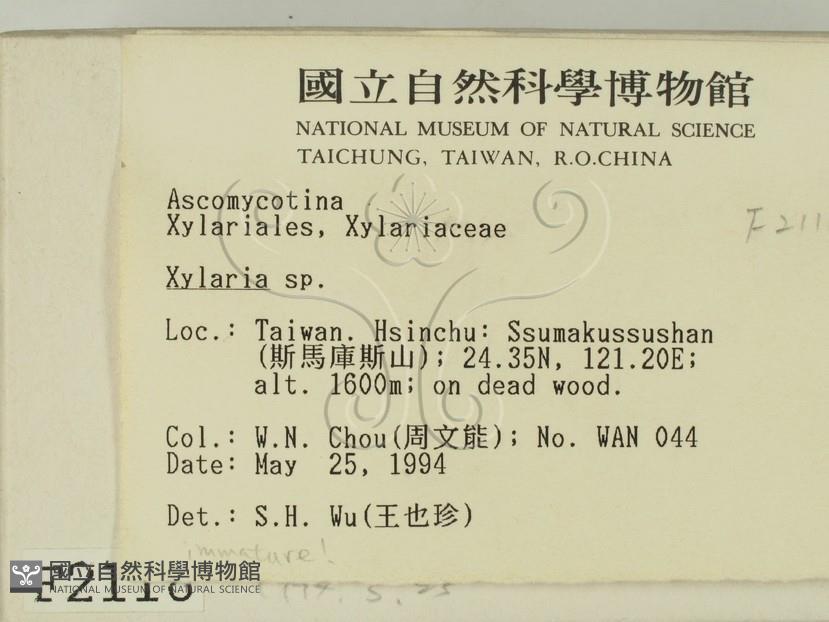 國立自然科學博物館
NATIONAL MUSEUM OF NATURAL SCIENCE
TAICHUNG, TAIWAN, R.O.CHINA
Ascomycotina
Xylariales, Xylariaceae
Xylaria sp.
Loc.: Taiwan. Hsinchu: Ssumakussushan
(斯馬庫斯山); 24.35N, 121.20E;
alt. 1600m; on dead wood.
Col.: W.N. Chou(周文能); No. WAN 044
Date: May 25, 1994
Det.: S.H. Wu(王也珍)
immature!
國立自然科學博物館
NATIONAL MUSEUM OF NATURAL SCIENCE
F2110